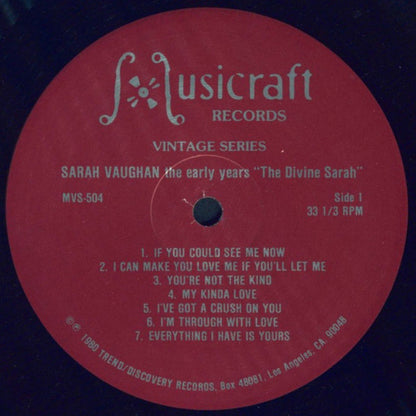 Musicraft
RECORDS
VINTAGE SERIES
SARAH VAUGHAN the early years "The Divine Sarah"
MVS-504
Side 1
33 1/3 RPM
1. IF YOU COULD SEE ME NOW
2. I CAN MAKE YOU LOVE ME IF YOU'LL LET ME
3. YOU'RE NOT THE KIND
4. MY KINDA LOVE
5. I'VE GOT A CRUSH ON YOU
6. I'M THROUGH WITH LOVE
7. EVERYTHING I HAVE IS YOURS
©℗ 1980 TREND/DISCOVERY RECORDS, Box 48081, Los Angeles, CA. 90048